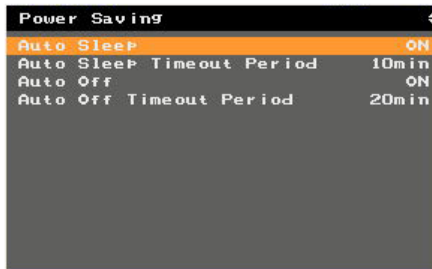 Power Saving
Auto Sleep ON
Auto Sleep Timeout Period 10min
Auto Off ON
Auto Off Timeout Period 20min